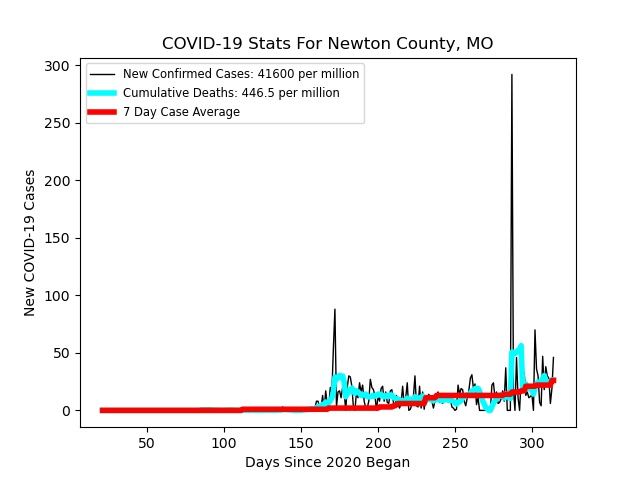 COVID-19 Stats For Newton County, MO
New Confirmed Cases: 41600 per million
Cumulative Deaths: 446.5 per million
7 Day Case Average
New COVID-19 Cases
300
250
200
150
100
50
0
50 100 150 200 250 300
Days Since 2020 Began